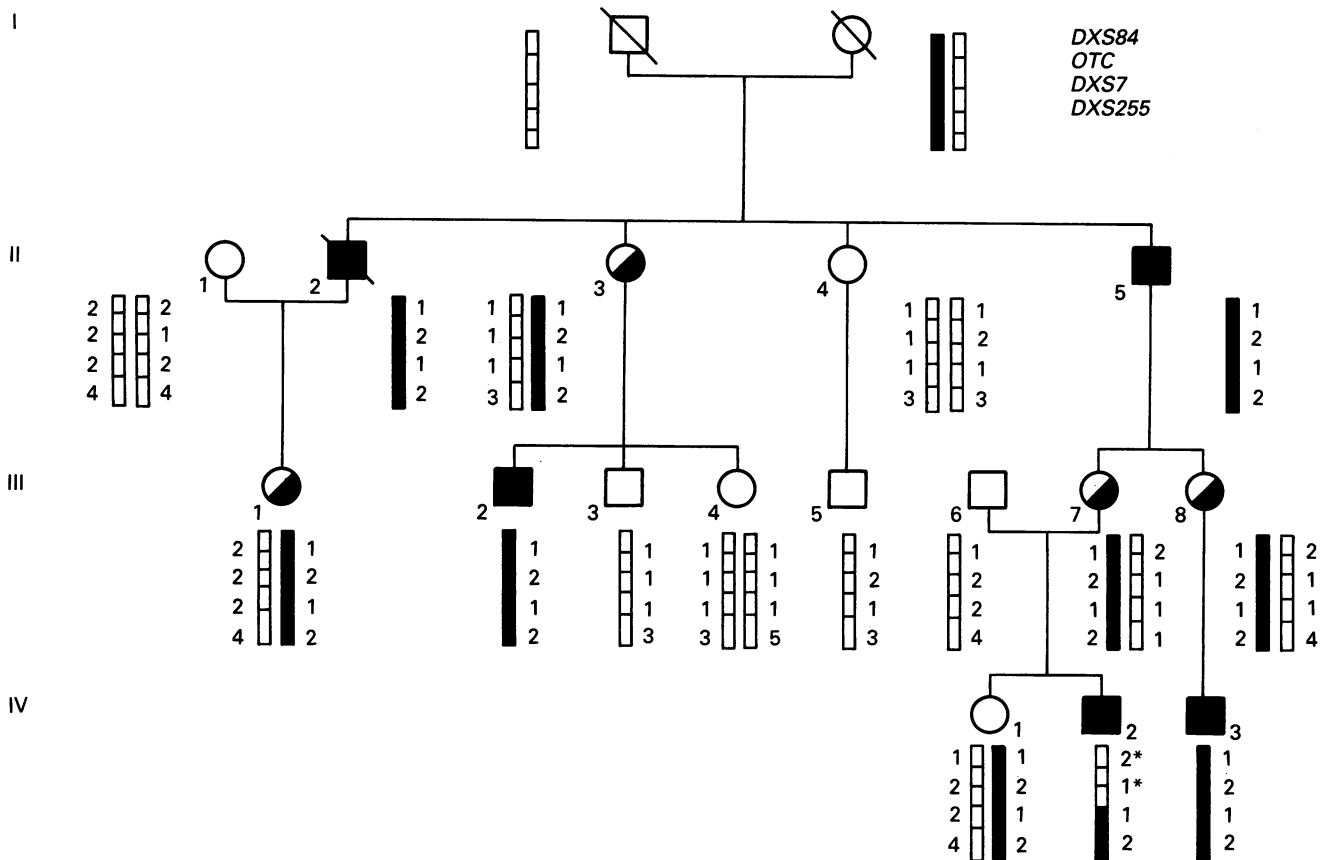 I
DXS84
OTC
DXS7
DXS255
II
1 2 3 4 5
2 2 1 1 1 1 1 1
2 1 2 1 2 1 2 2
2 2 1 1 1 1 1 1
4 4 2 3 2 3 3 2
III
1 2 3 4 5 6 7 8
2 1 1 1 1 1 1 1 1 2 1 2
2 2 2 1 1 1 2 2 2 1 2 1
2 1 1 1 1 1 1 2 1 1 1 1
4 2 2 3 3 5 3 4 2 1 2 4
IV
1 2 3
1 1 2* 1
2 2 1* 2
2 1 1 1
4 2 2 2